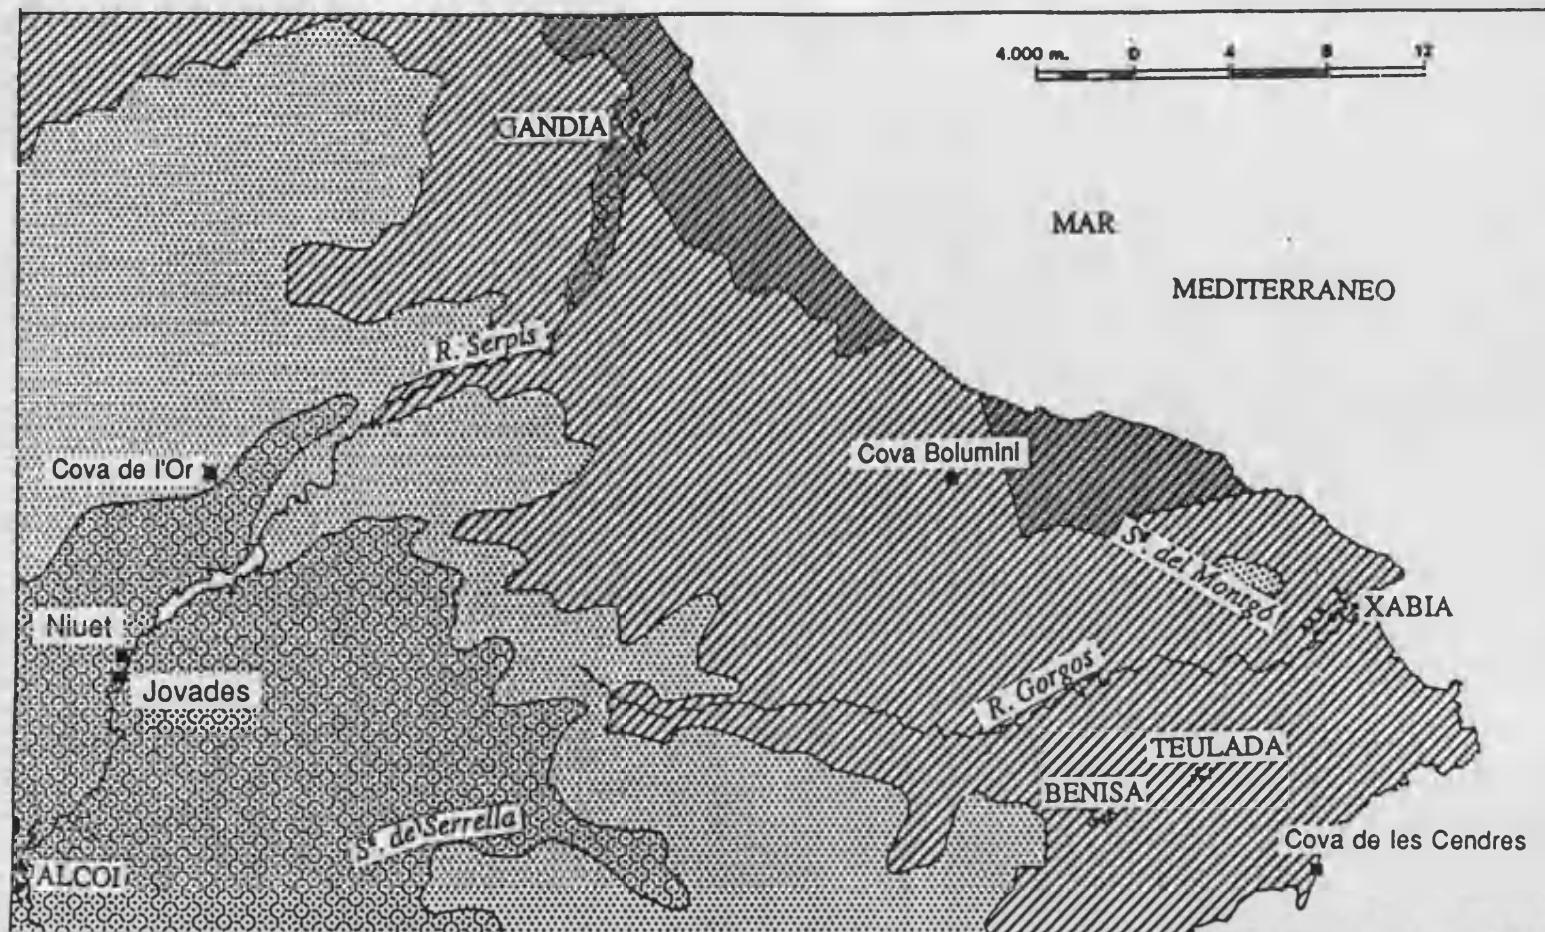 4.000 m. 0 4 8 12
GANDIA
MAR
MEDITERRANEO
R. Serpis
Cova de l'Or
Cova Bolumini
Sª. del Montgó
Niuet
XABIA
Jovades
R. Gorgos
TEULADA
BENISA
Sª. de Serrella
Cova de les Cendres
ALCOI